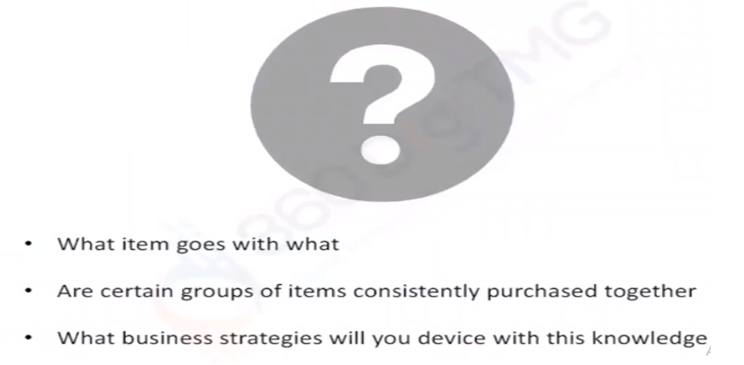 ?
360DigiTMG
• What item goes with what
• Are certain groups of items consistently purchased together
• What business strategies will you device with this knowledge